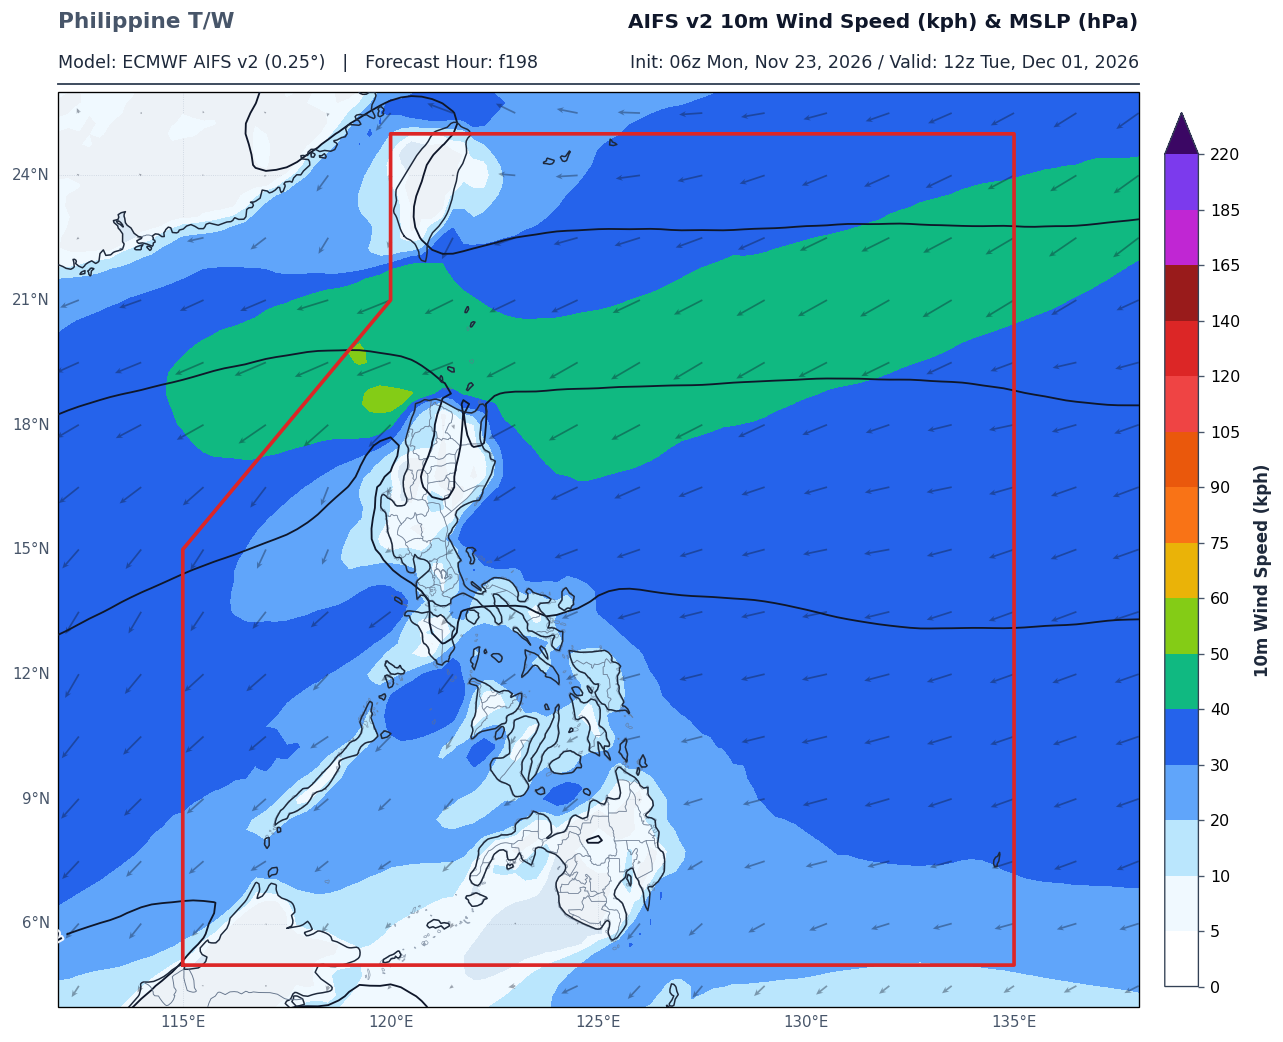 Philippine T/W
AIFS v2 10m Wind Speed (kph) & MSLP (hPa)
Model: ECMWF AIFS v2 (0.25°) | Forecast Hour: f198
Init: 06z Mon, Nov 23, 2026 / Valid: 12z Tue, Dec 01, 2026
24°N
21°N
18°N
15°N
12°N
9°N
6°N
115°E
120°E
125°E
130°E
135°E
220
185
165
140
120
105
90
75
60
50
40
30
20
10
5
0
10m Wind Speed (kph)